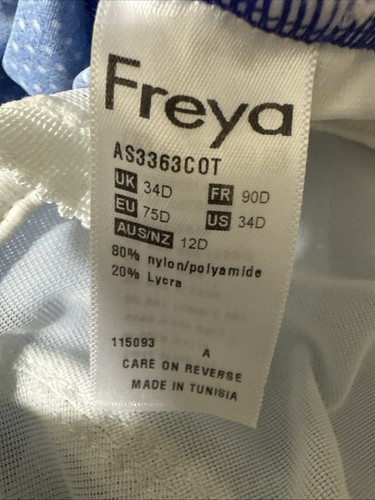 Freya
AS3363COT
UK 34D FR 90D
EU 75D US 34D
AUS/NZ 12D
80% nylon/polyamide
20% Lycra
115093 A
CARE ON REVERSE
MADE IN TUNISIA